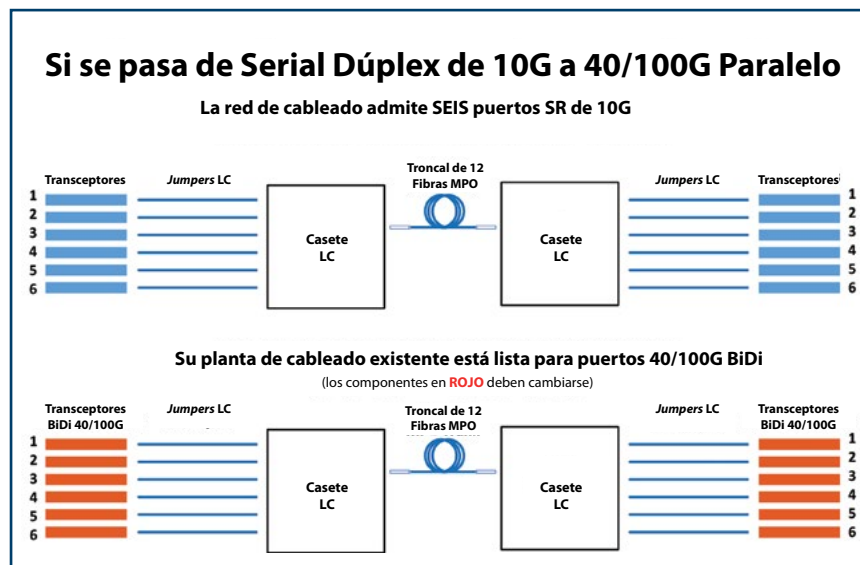 Si se pasa de Serial Dúplex de 10G a 40/100G Paralelo
La red de cableado admite SEIS puertos SR de 10G
Transceptores
Jumpers LC
Troncal de 12
Fibras MPO
Jumpers LC
Transceptores
1
2
3
4
5
6
Casete
LC
Casete
LC
1
2
3
4
5
6
Su planta de cableado existente está lista para puertos 40/100G BiDi
(los componentes en ROJO deben cambiarse)
Transceptores
BiDi 40/100G
Jumpers LC
Troncal de 12
Fibras MPO
Jumpers LC
Transceptores
BiDi 40/100G
1
2
3
4
5
6
Casete
LC
Casete
LC
1
2
3
4
5
6